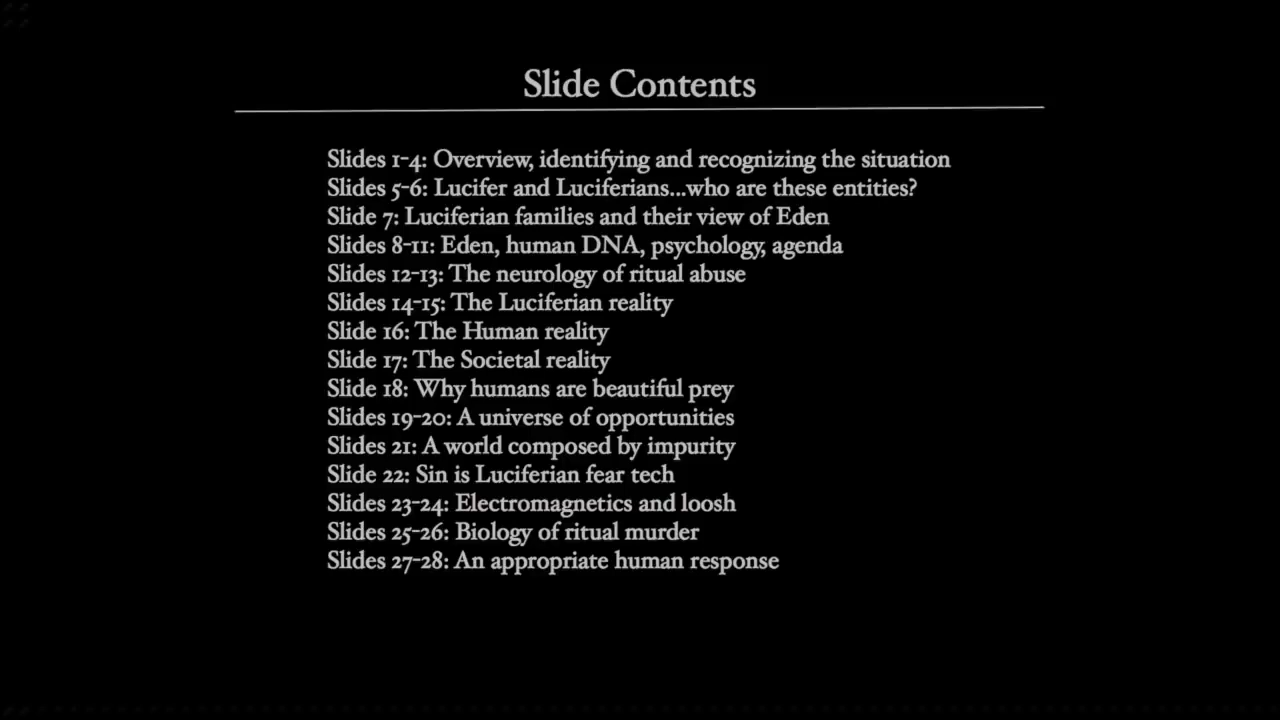 Slide Contents
Slides 1-4: Overview, identifying and recognizing the situation
Slides 5-6: Lucifer and Luciferians...who are these entities?
Slide 7: Luciferian families and their view of Eden
Slides 8-11: Eden, human DNA, psychology, agenda
Slides 12-13: The neurology of ritual abuse
Slides 14-15: The Luciferian reality
Slide 16: The Human reality
Slide 17: The Societal reality
Slide 18: Why humans are beautiful prey
Slides 19-20: A universe of opportunities
Slides 21: A world composed by impurity
Slide 22: Sin is Luciferian fear tech
Slides 23-24: Electromagnetics and loosh
Slides 25-26: Biology of ritual murder
Slides 27-28: An appropriate human response